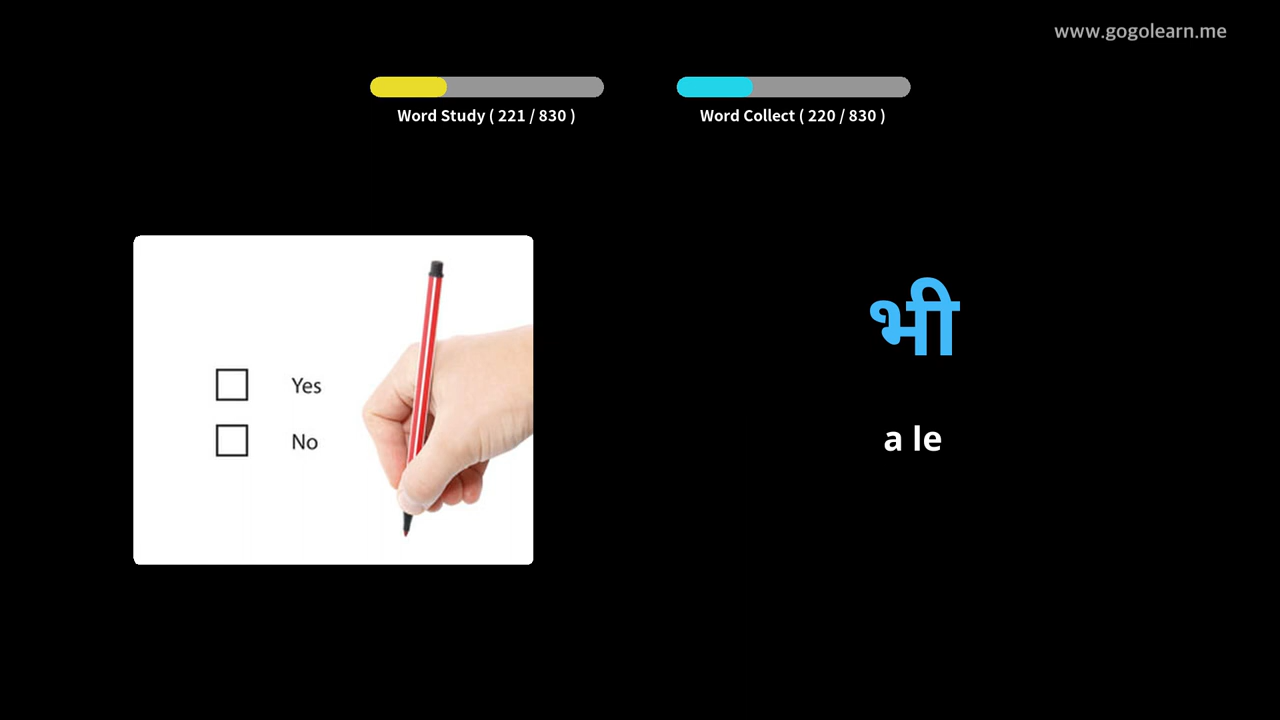 www.gogolearn.me
Word Study ( 221 / 830 )
Word Collect ( 220 / 830 )
Yes
No
भी
a le